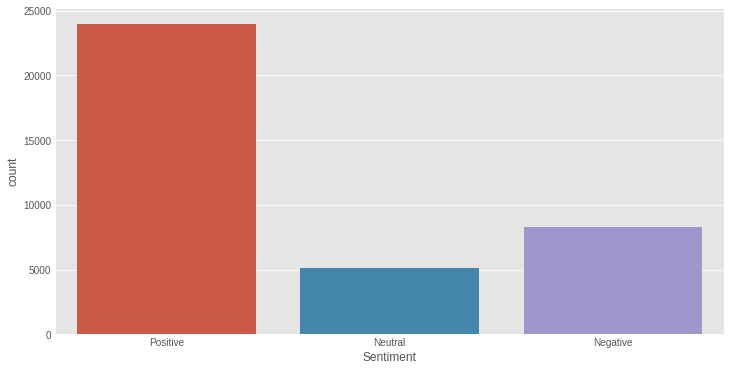 25000
20000
15000
10000
5000
0
count
Positive
Neutral
Negative
Sentiment